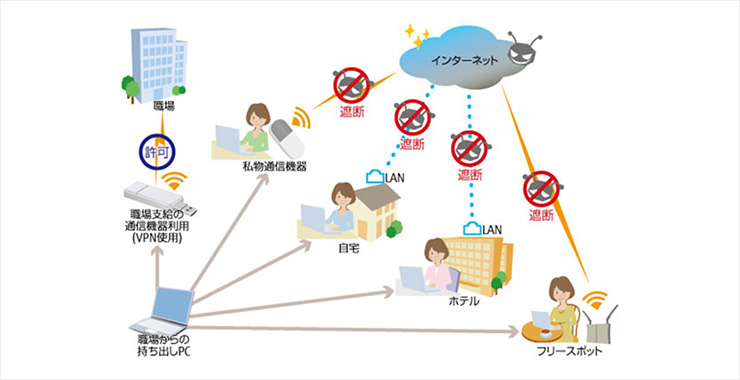 インターネット
職場
遮断
遮断
遮断
遮断
許可
私物通信機器
LAN
職場支給の
通信機器利用
(VPN使用)
自宅
LAN
ホテル
職場からの
持ち出しPC
フリースポット